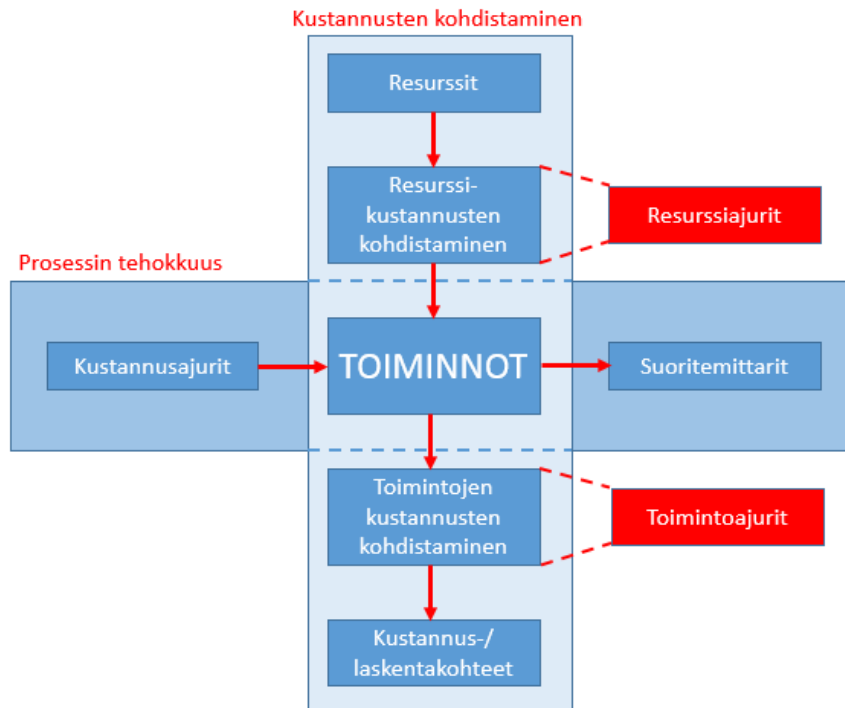 Kustannusten kohdistaminen
Resurssit
Resurssi-
kustannusten
kohdistaminen
Resurssiajurit
Prosessin tehokkuus
Kustannusajurit
TOIMINNOT
Suoritemittarit
Toimintojen
kustannusten
kohdistaminen
Toimintoajurit
Kustannus-/
laskentakohteet